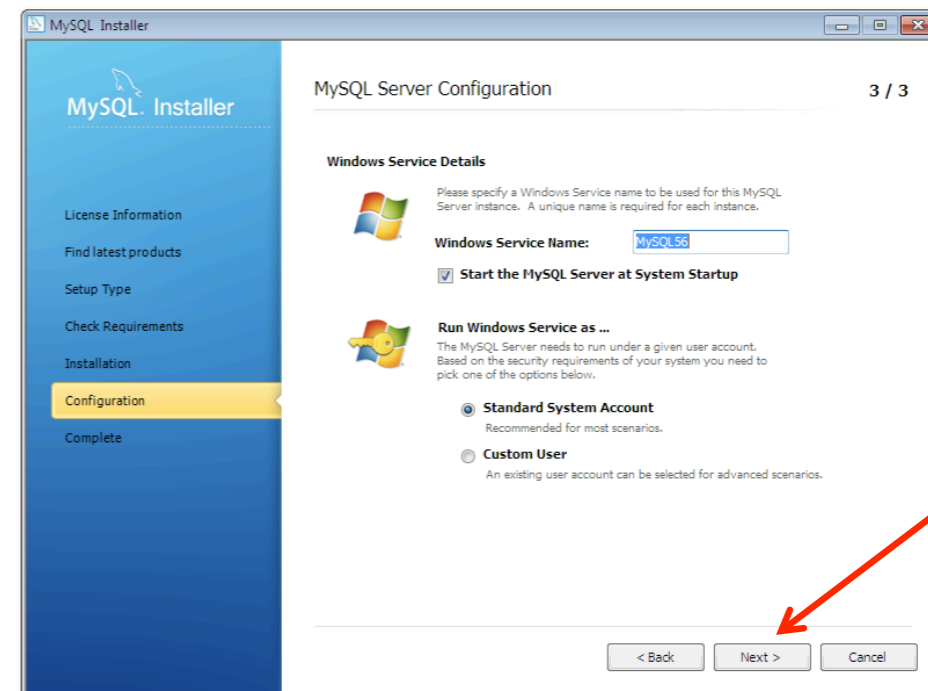 MySQL Installer
MySQL. Installer
License Information
Find latest products
Setup Type
Check Requirements
Installation
Configuration
Complete
MySQL Server Configuration
3 / 3
Windows Service Details
Please specify a Windows Service name to be used for this MySQL
Server instance. A unique name is required for each instance.
Windows Service Name:
MySQL56
Start the MySQL Server at System Startup
Run Windows Service as ...
The MySQL Server needs to run under a given user account.
Based on the security requirements of your system you need to
pick one of the options below.
Standard System Account
Recommended for most scenarios.
Custom User
An existing user account can be selected for advanced scenarios.
< Back
Next >
Cancel